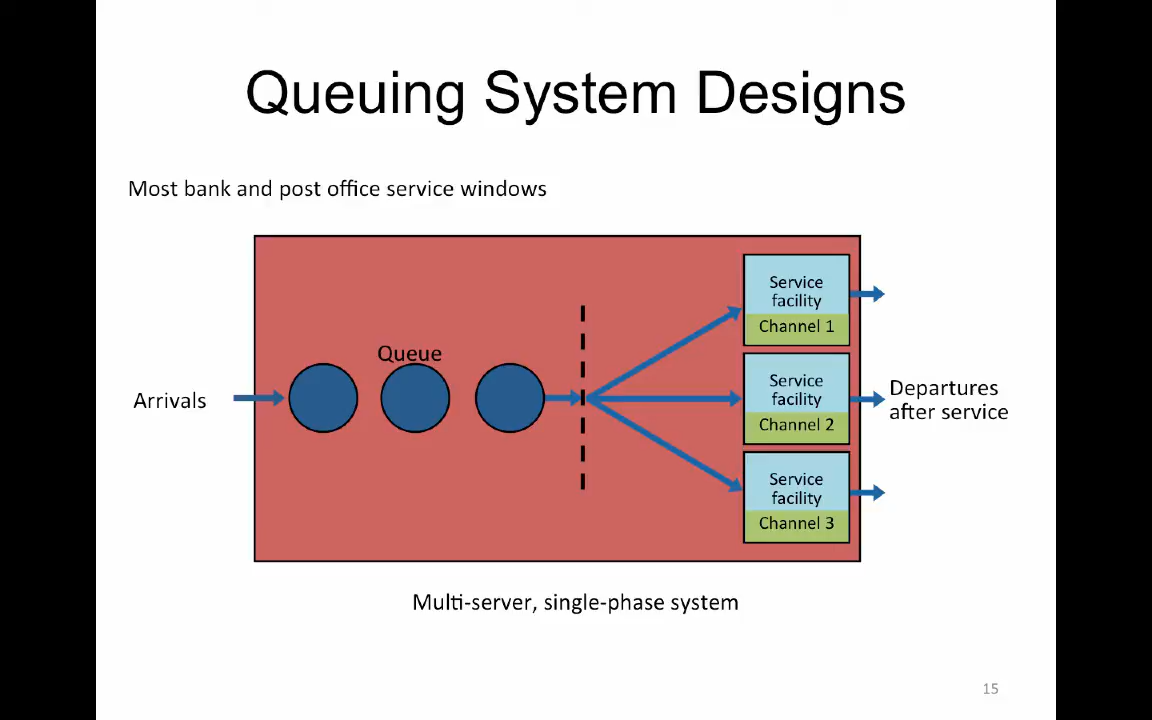 Queuing System Designs
Most bank and post office service windows
Service
facility
Channel 1
Queue
Arrivals
Service
facility
Channel 2
Departures
after service
Service
facility
Channel 3
Multi-server, single-phase system
15